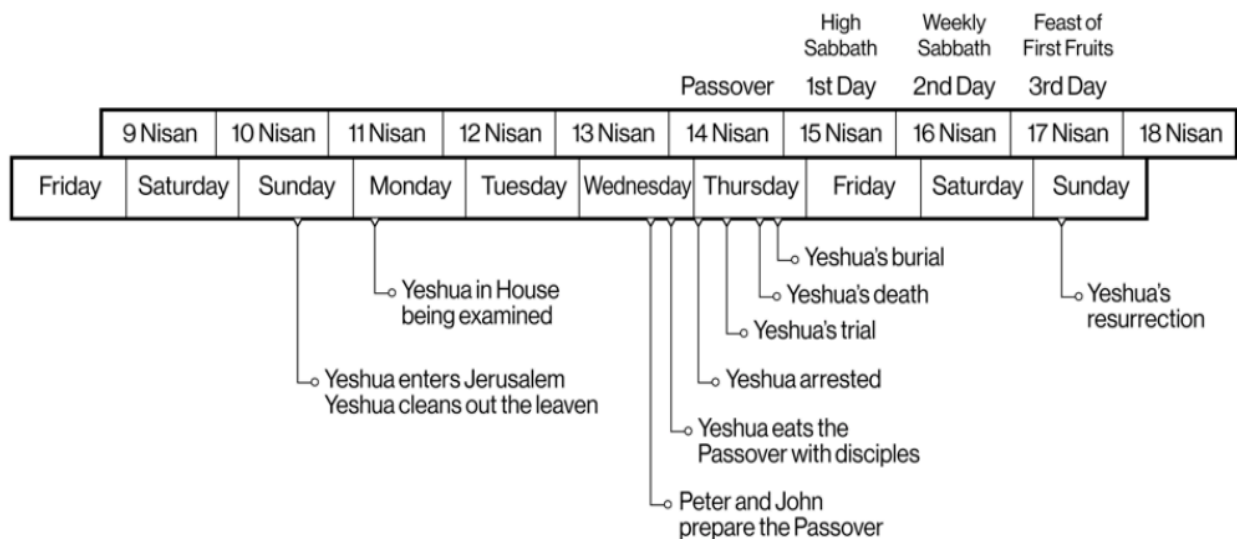 High
Sabbath
Weekly
Sabbath
Feast of
First Fruits
Passover
1st Day
2nd Day
3rd Day
9 Nisan
10 Nisan
11 Nisan
12 Nisan
13 Nisan
14 Nisan
15 Nisan
16 Nisan
17 Nisan
18 Nisan
Friday
Saturday
Sunday
Monday
Tuesday
Wednesday
Thursday
Friday
Saturday
Sunday
Yeshua's burial
Yeshua in House
being examined
Yeshua's death
Yeshua's
resurrection
Yeshua's trial
Yeshua enters Jerusalem
Yeshua cleans out the leaven
Yeshua arrested
Yeshua eats the
Passover with disciples
Peter and John
prepare the Passover